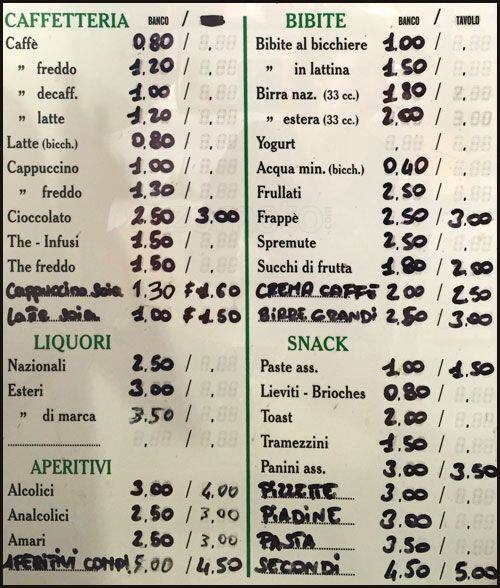 CAFFETTERIA BANCO /
Caffè 0.80 /
" freddo 1.20 /
" decaff. 1.00 /
" latte 1.20 /
Latte (bicch.) 0.80 /
Cappuccino 1.00 /
" freddo 1.30 /
Cioccolato 2.50 / 3.00
The - Infusi 1.50 /
The freddo 1.50 /
Cappuccino soia 1.30 / 1.60
Latte soia 1.00 / 1.50
LIQUORI
Nazionali 2.50 /
Esteri 3.00 /
" di marca 3.50 /
APERITIVI
Alcolici 3.00 / 4.00
Analcolici 2.50 / 3.00
Amari 2.50 / 3.00
APERITIVI COMP 5,00 / 4.50
BIBITE BANCO / TAVOLO
Bibite al bicchiere 1.00 /
" in lattina 1.50 /
Birra naz. (33 cc.) 1.80 /
" estera (33 cc.) 2.00 /
Yogurt /
Acqua min. (bicch.) 0.40 /
Frullati 2.50 /
Frappè 2.50 / 3.00
Spremute 2.50 /
Succhi di frutta 1.80 / 2.00
CREMA CAFFÈ 2.00 / 2.50
BIRRE GRANDI 2.50 / 3.00
SNACK
Paste ass. 1.00 / 1.50
Lieviti - Brioches 0.80 /
Toast 2.00 /
Tramezzini 1.50 /
Panini ass. 3.00 / 3.50
PIZZETTE 3.00 /
PIADINE 3.00 /
PASTA 3.50 /
SECONDI 4.50 / 5.00